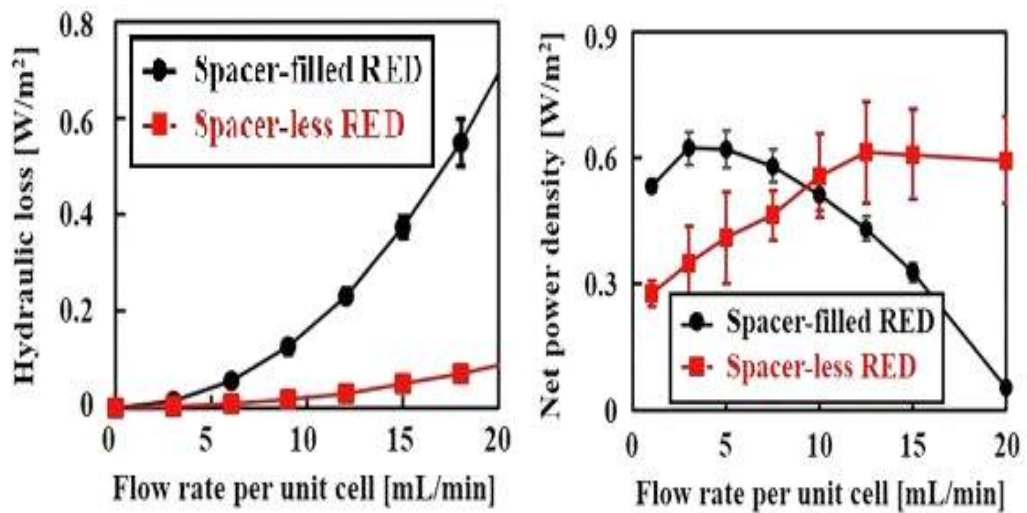 Hydraulic loss [W/m²]
0.8
0.6
0.4
0.2
0
Spacer-filled RED
Spacer-less RED
0
5
10
15
20
Flow rate per unit cell [mL/min]
Net power density [W/m²]
0.9
0.6
0.3
0
Spacer-filled RED
Spacer-less RED
0
5
10
15
20
Flow rate per unit cell [mL/min]